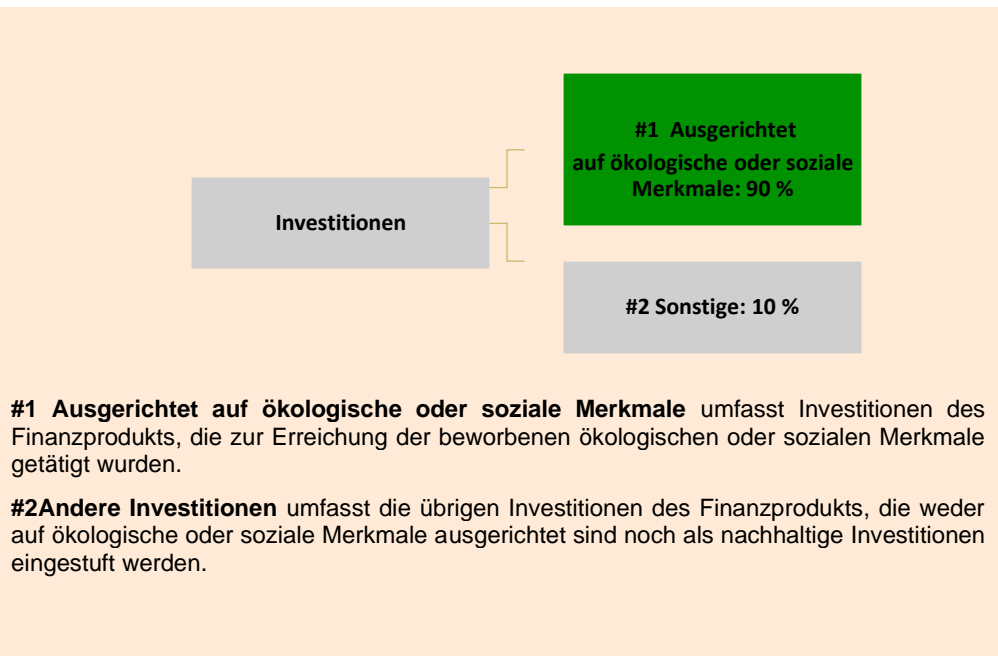 #1 Ausgerichtet
auf ökologische oder soziale
Merkmale: 90 %
Investitionen
#2 Sonstige: 10 %
#1 Ausgerichtet auf ökologische oder soziale Merkmale umfasst Investitionen des
Finanzprodukts, die zur Erreichung der beworbenen ökologischen oder sozialen Merkmale
getätigt wurden.
#2Andere Investitionen umfasst die übrigen Investitionen des Finanzprodukts, die weder
auf ökologische oder soziale Merkmale ausgerichtet sind noch als nachhaltige Investitionen
eingestuft werden.